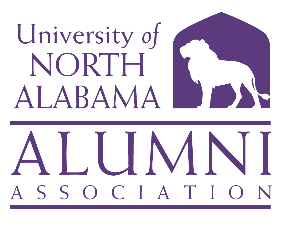 University of
NORTH
ALABAMA
ALUMNI
ASSOCIATION